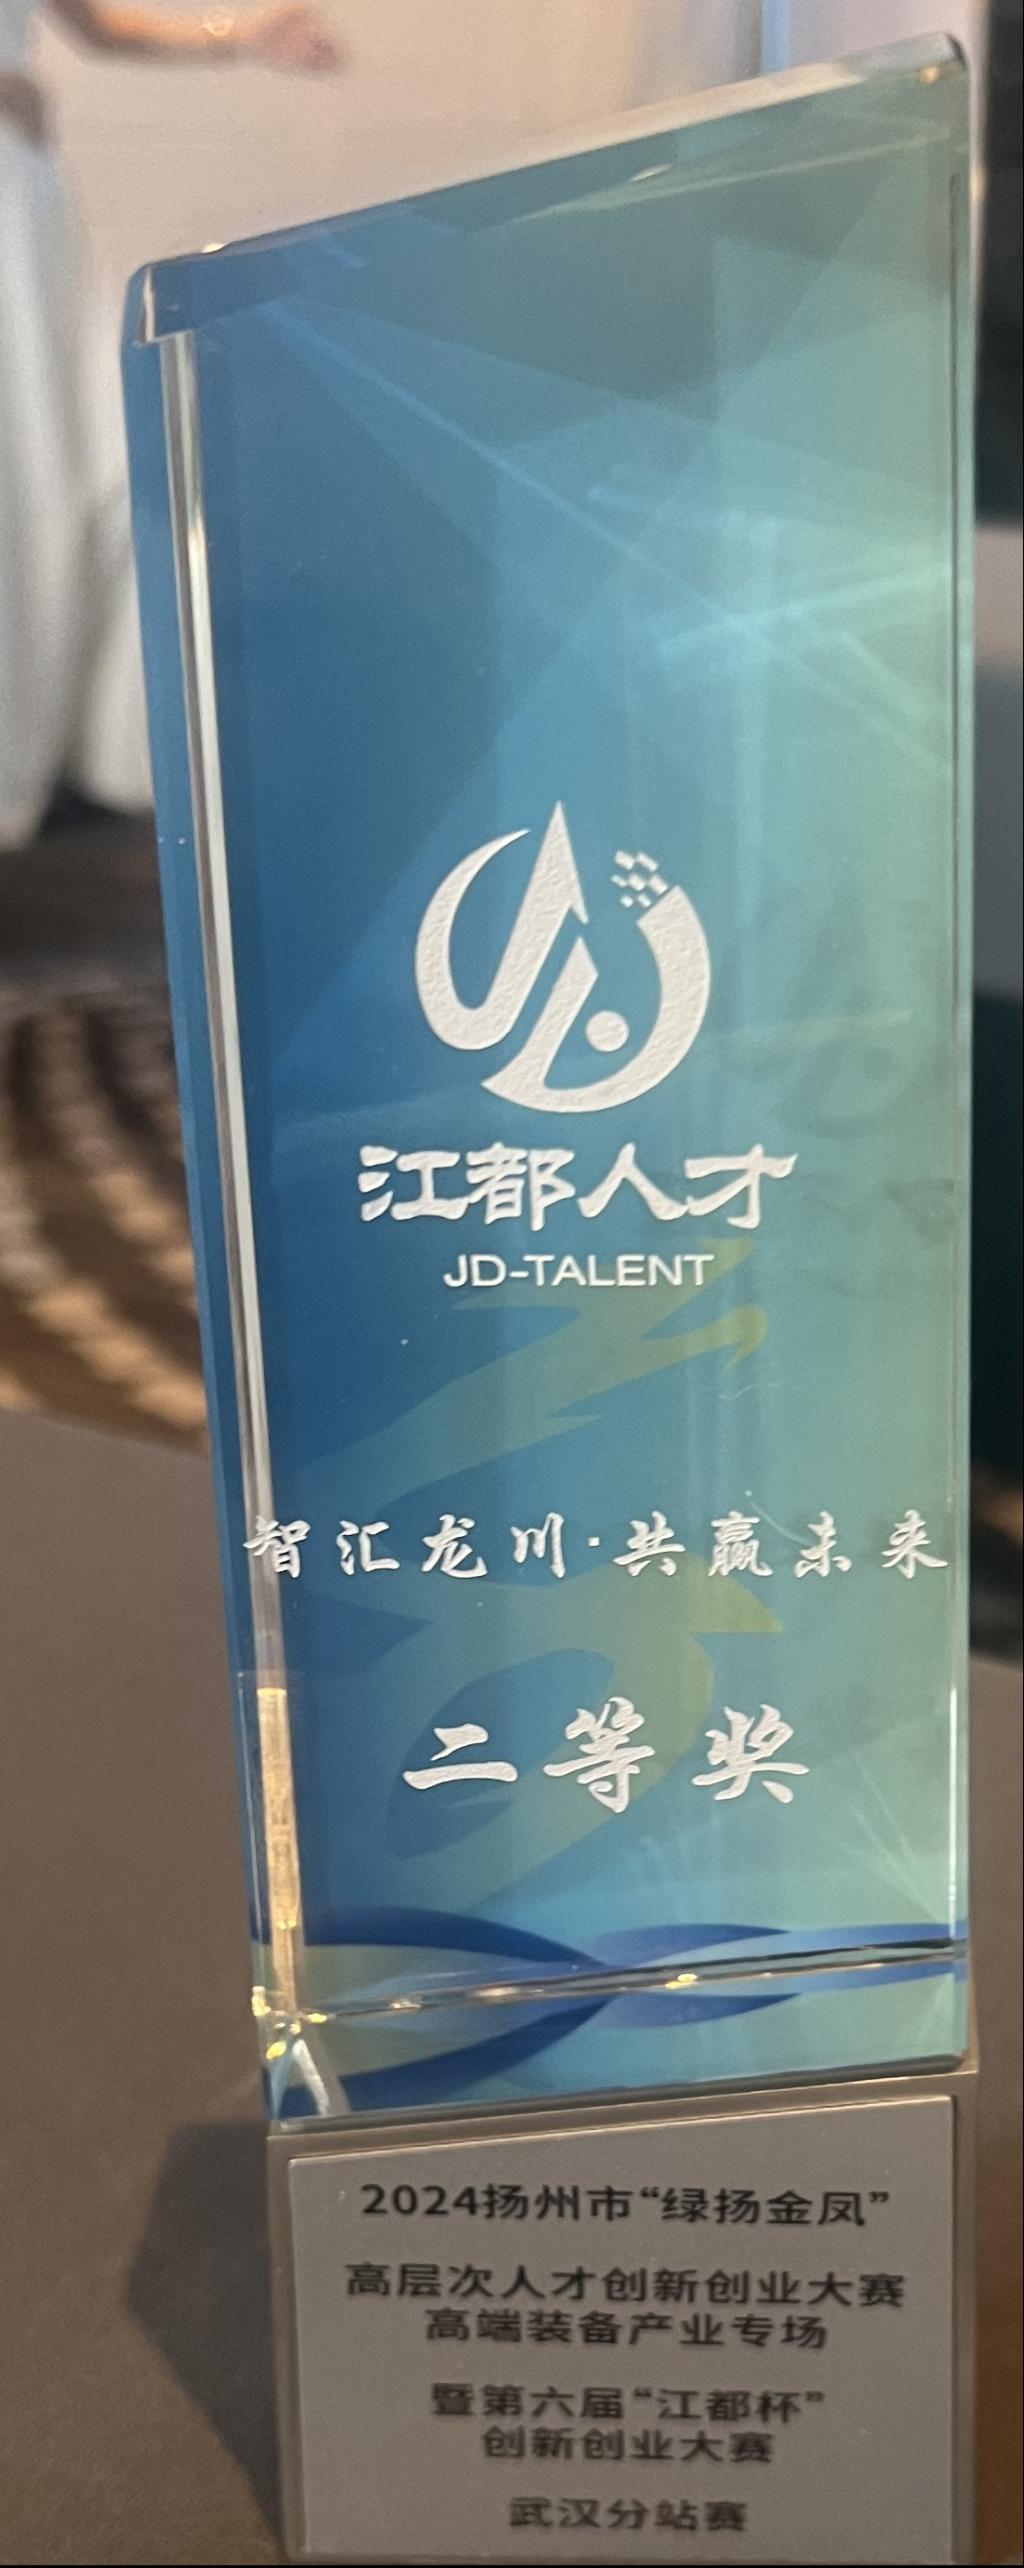 江都人才
JD-TALENT
智汇龙川·共赢未来
二等奖
2024扬州市“绿扬金凤”
高层次人才创新创业大赛
高端装备产业专场
暨第六届“江都杯”
创新创业大赛
武汉分站赛